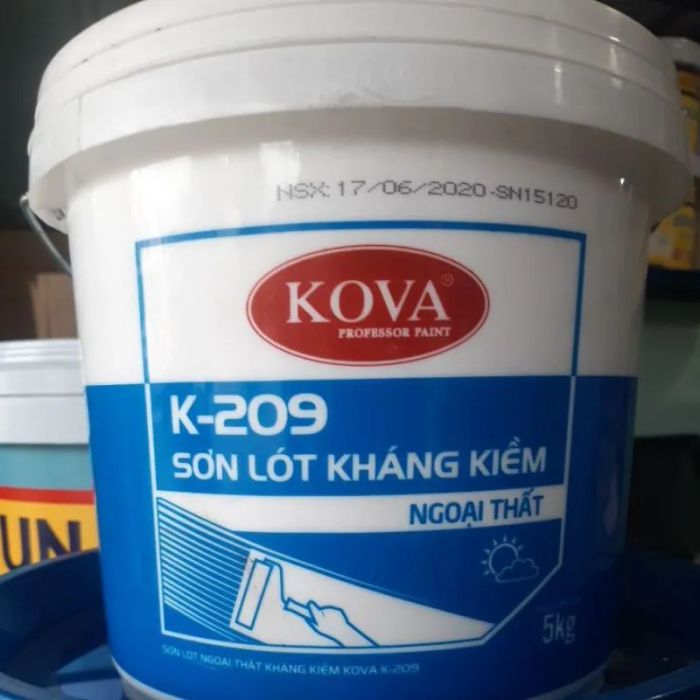 KOVA
NSX: 17/06/2020-SN15120
KOVA®
PROFESSOR PAINT
K-209
SƠN LÓT KHÁNG KIỀM
NGOẠI THẤT
5kg
SƠN LÓT NGOẠI THẤT KHÁNG KIỀM KOVA K-209
UN